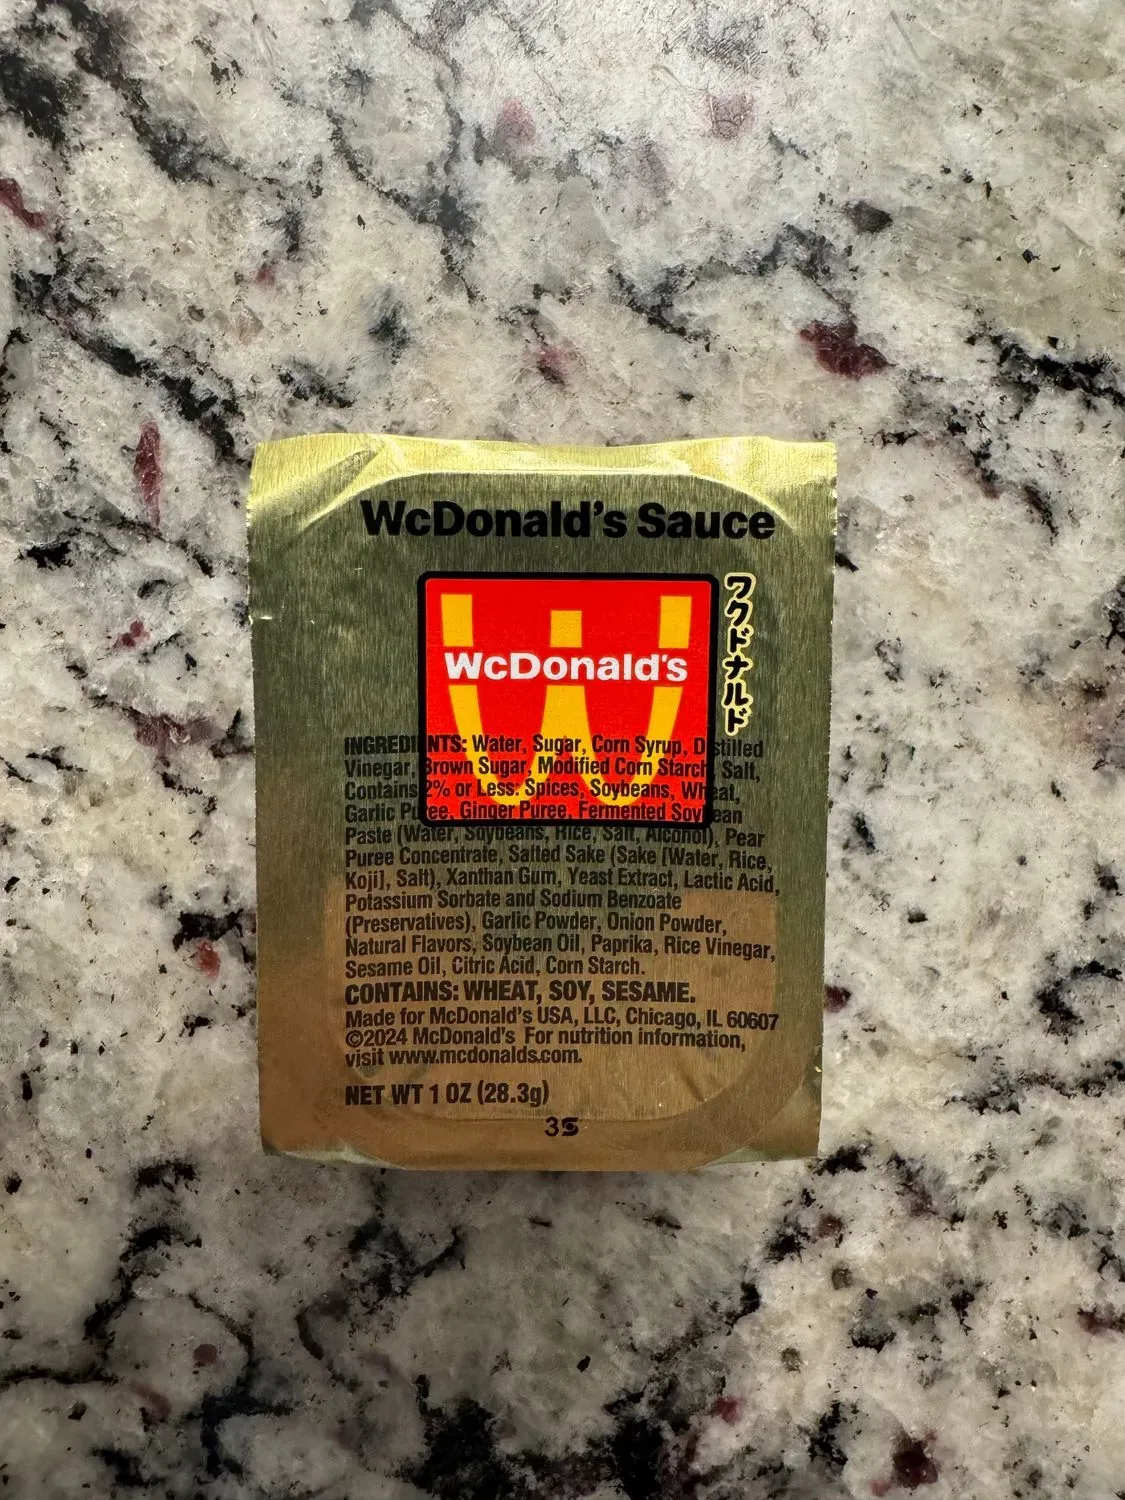 WcDonald's Sauce
WcDonald's
ワクドナルド
INGREDIENTS: Water, Sugar, Corn Syrup, Distilled
Vinegar, Brown Sugar, Modified Corn Starch, Salt,
Contains 2% or Less: Spices, Soybeans, Wheat,
Garlic Puree, Ginger Puree, Fermented Soybean
Paste (Water, Soybeans, Rice, Salt, Alcohol), Pear
Puree Concentrate, Salted Sake (Sake [Water, Rice,
Koji], Salt), Xanthan Gum, Yeast Extract, Lactic Acid,
Potassium Sorbate and Sodium Benzoate
(Preservatives), Garlic Powder, Onion Powder,
Natural Flavors, Soybean Oil, Paprika, Rice Vinegar,
Sesame Oil, Citric Acid, Corn Starch.
CONTAINS: WHEAT, SOY, SESAME.
Made for McDonald's USA, LLC, Chicago, IL 60607
©2024 McDonald's For nutrition information,
visit www.mcdonalds.com.
NET WT 1 OZ (28.3g)